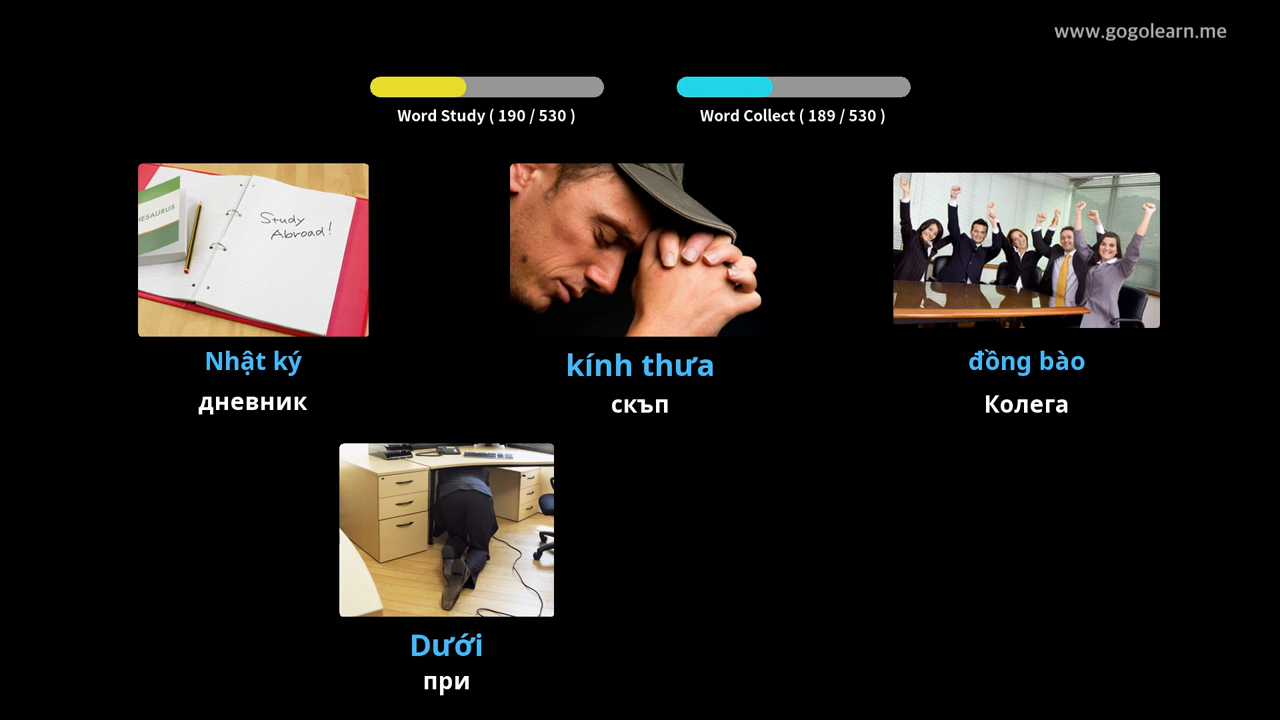 www.gogolearn.me
Word Study ( 190 / 530 )
Word Collect ( 189 / 530 )
HESAURUS
Study
Abroad!
Nhật ký
дневник
kính thưa
скъп
đồng bào
Колега
Dưới
при